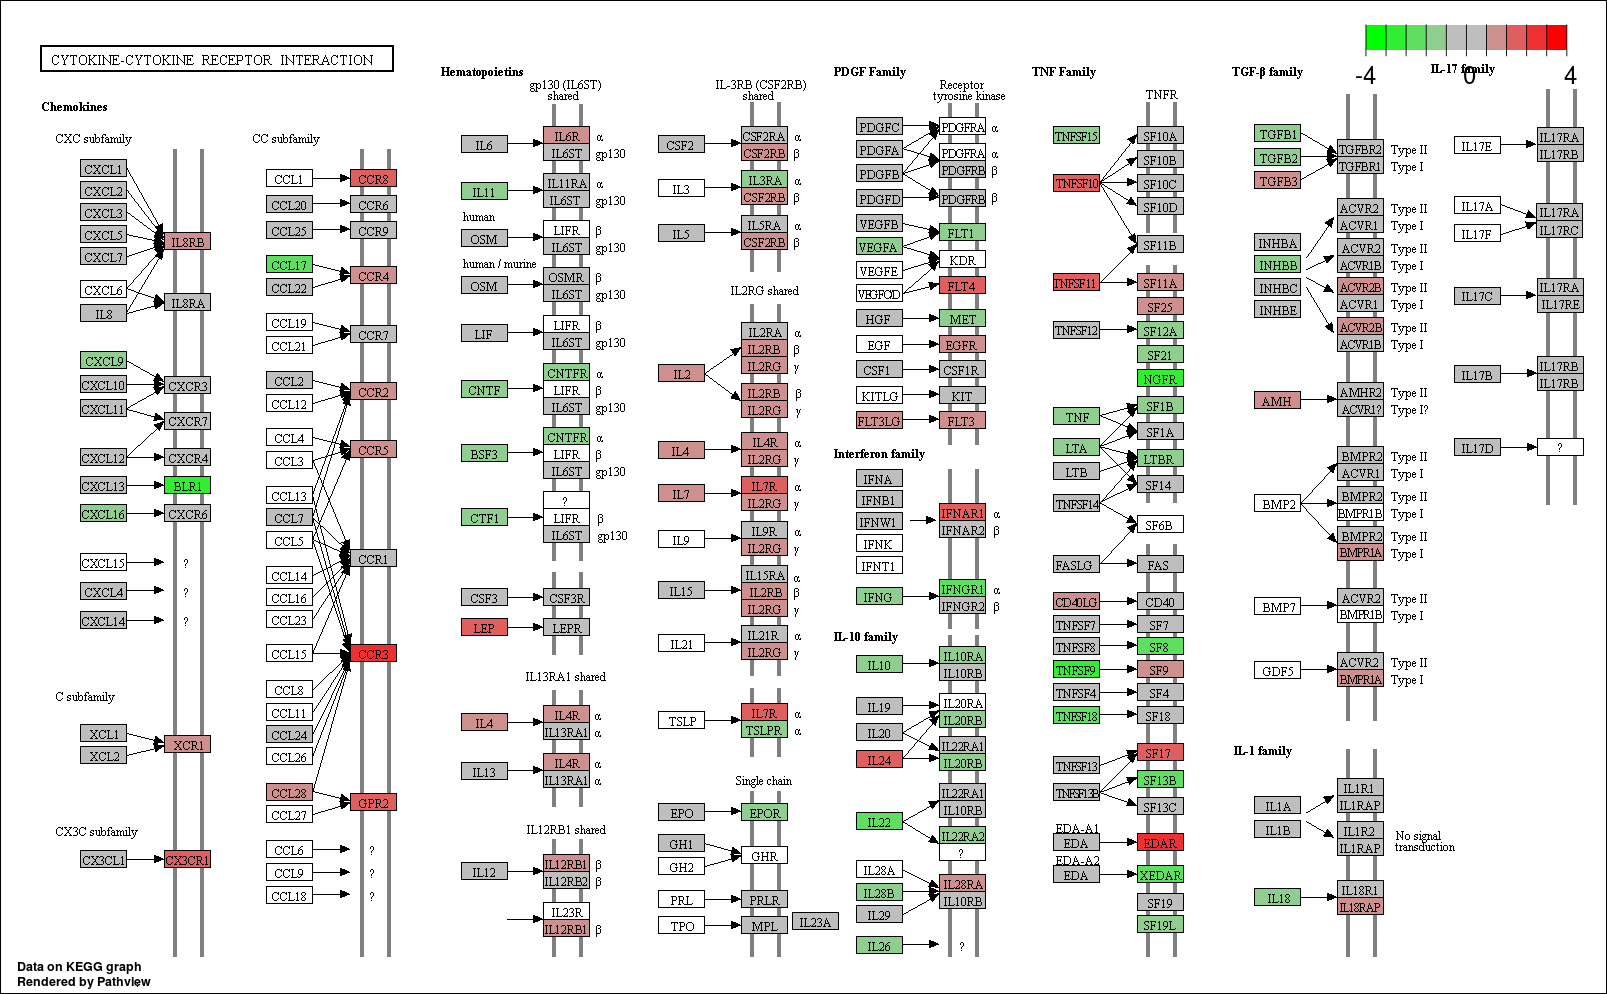 CYTOKINE-CYTOKINE RECEPTOR INTERACTION
-4 0 4
Chemokines
CXC subfamily
CXCL1
CXCL2
CXCL3
CXCL5
CXCL7
IL8RB
CXCL6
IL8
IL8RA
CXCL9
CXCL10
CXCL11
CXCR3
CXCR7
CXCL12
CXCR4
CXCL13
BLR1
CXCL16
CXCR6
CXCL15
?
CXCL4
?
CXCL14
?
C subfamily
XCL1
XCL2
XCR1
CX3C subfamily
CX3CL1
CX3CR1
CC subfamily
CCL1
CCR8
CCL20
CCR6
CCL25
CCR9
CCL17
CCL22
CCR4
CCL19
CCL21
CCR7
CCL2
CCL12
CCR2
CCL4
CCL3
CCR5
CCL13
CCL7
CCL5
CCR1
CCL14
CCL16
CCL23
CCL15
CCR3
CCL8
CCL11
CCL24
CCL26
CCL28
CCL27
GPR2
CCL6
?
CCL9
?
CCL18
?
Hematopoietins
gp130 (IL6ST)
shared
IL6
IL6R α
IL6ST gp130
IL11
IL11RA α
IL6ST gp130
human
OSM
LIFR β
IL6ST gp130
human / murine
OSM
OSMR β
IL6ST gp130
LIF
LIFR β
IL6ST gp130
CNTF
CNTFR α
LIFR β
IL6ST gp130
BSF3
CNTFR α
LIFR β
IL6ST gp130
CTF1
?
LIFR β
IL6ST gp130
CSF3
CSF3R
LEP
LEPR
IL13RA1 shared
IL4
IL4R α
IL13RA1 α
IL13
IL4R α
IL13RA1 α
IL12RB1 shared
IL12
IL12RB1 β
IL12RB2 β
IL23R
IL12RB1 β
IL-3RB (CSF2RB)
shared
CSF2
CSF2RA α
CSF2RB β
IL3
IL3RA α
CSF2RB β
IL5
IL5RA α
CSF2RB β
IL2RG shared
IL2
IL2RA α
IL2RB β
IL2RG γ
IL2RB β
IL2RG γ
IL4
IL4R α
IL2RG γ
IL7
IL7R α
IL2RG γ
IL9
IL9R α
IL2RG γ
IL15
IL15RA α
IL2RB β
IL2RG γ
IL21
IL21R α
IL2RG γ
TSLP
IL7R α
TSLPR α
Single chain
EPO
EPOR
GH1
GH2
GHR
PRL
PRLR
TPO
MPL
IL23A
PDGF Family
Receptor
tyrosine kinase
PDGFC
PDGFA
PDGFB
PDGFD
PDGFRA α
PDGFRA α
PDGFRB β
PDGFRB β
VEGFB
VEGFA
VEGFE
VEGFC/D
FLT1
KDR
FLT4
HGF
MET
EGF
EGFR
CSF1
CSF1R
KITLG
KIT
FLT3LG
FLT3
Interferon family
IFNA
IFNB1
IFNW1
IFNK
IFNT1
IFNAR1 α
IFNAR2 β
IFNG
IFNGR1 α
IFNGR2 β
IL-10 family
IL10
IL10RA
IL10RB
IL19
IL20
IL24
IL20RA
IL20RB
IL22RA1
IL20RB
IL22
IL22RA1
IL10RB
IL22RA2
?
IL28A
IL28B
IL29
IL28RA
IL10RB
IL26
?
TNF Family
TNFR
TNFSF15
TNFSF10
SF10A
SF10B
SF10C
SF10D
SF11B
TNFSF11
SF11A
SF25
TNFSF12
SF12A
SF21
NGFR
TNF
LTA
LTB
TNFSF14
SF1B
SF1A
LTBR
SF14
SF6B
FASLG
FAS
CD40LG
CD40
TNFSF7
SF7
TNFSF8
SF8
TNFSF9
SF9
TNFSF4
SF4
TNFSF18
SF18
TNFSF13
TNFSF13B
SF17
SF13B
SF13C
EDA-A1
EDA
EDAR
EDA-A2
EDA
XEDAR
SF19
SF19L
TGF-β family
TGFB1
TGFB2
TGFB3
TGFBR2 Type II
TGFBR1 Type I
INHBA
INHBB
INHBC
INHBE
ACVR2 Type II
ACVR1 Type I
ACVR2 Type II
ACVR1B Type I
ACVR2B Type II
ACVR1 Type I
ACVR2B Type II
ACVR1B Type I
AMH
AMHR2 Type II
ACVR1? Type I?
BMP2
BMPR2 Type II
ACVR1 Type I
BMPR2 Type II
BMPR1B Type I
BMPR2 Type II
BMPR1A Type I
BMP7
ACVR2 Type II
BMPR1B Type I
GDF5
ACVR2 Type II
BMPR1A Type I
IL-1 family
IL1A
IL1B
IL1R1
IL1RAP
IL1R2
IL1RAP
No signal
transduction
IL18
IL18R1
IL18RAP
IL-17 family
IL17E
IL17RA
IL17RB
IL17A
IL17F
IL17RA
IL17RC
IL17C
IL17RA
IL17RE
IL17B
IL17RB
IL17RB
IL17D
?
Data on KEGG graph
Rendered by Pathview